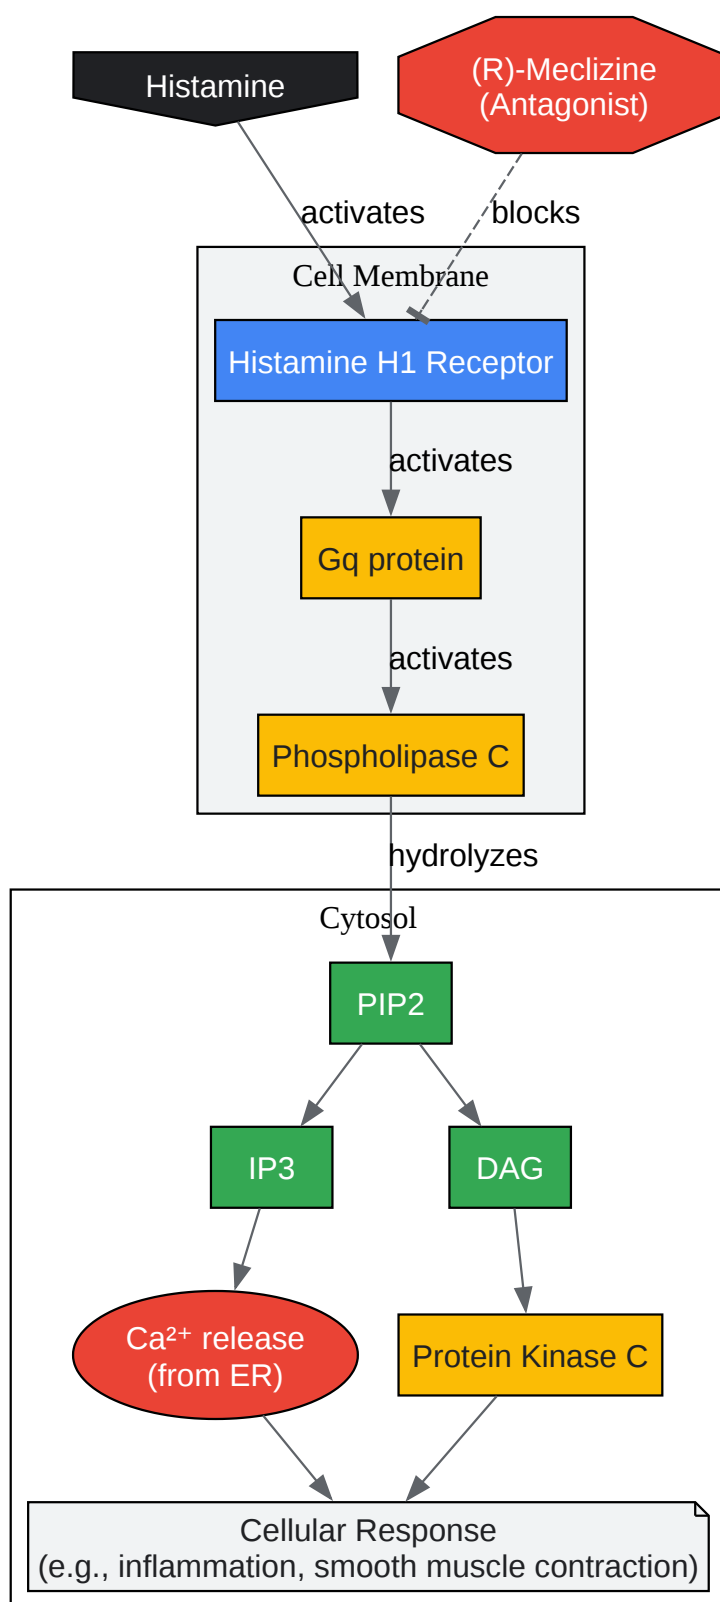 Histamine
(R)-Meclizine
(Antagonist)
activates
blocks
Cell Membrane
Histamine H1 Receptor
activates
Gq protein
activates
Phospholipase C
hydrolyzes
Cytosol
PIP2
IP3
DAG
Ca²⁺ release
(from ER)
Protein Kinase C
Cellular Response
(e.g., inflammation, smooth muscle contraction)